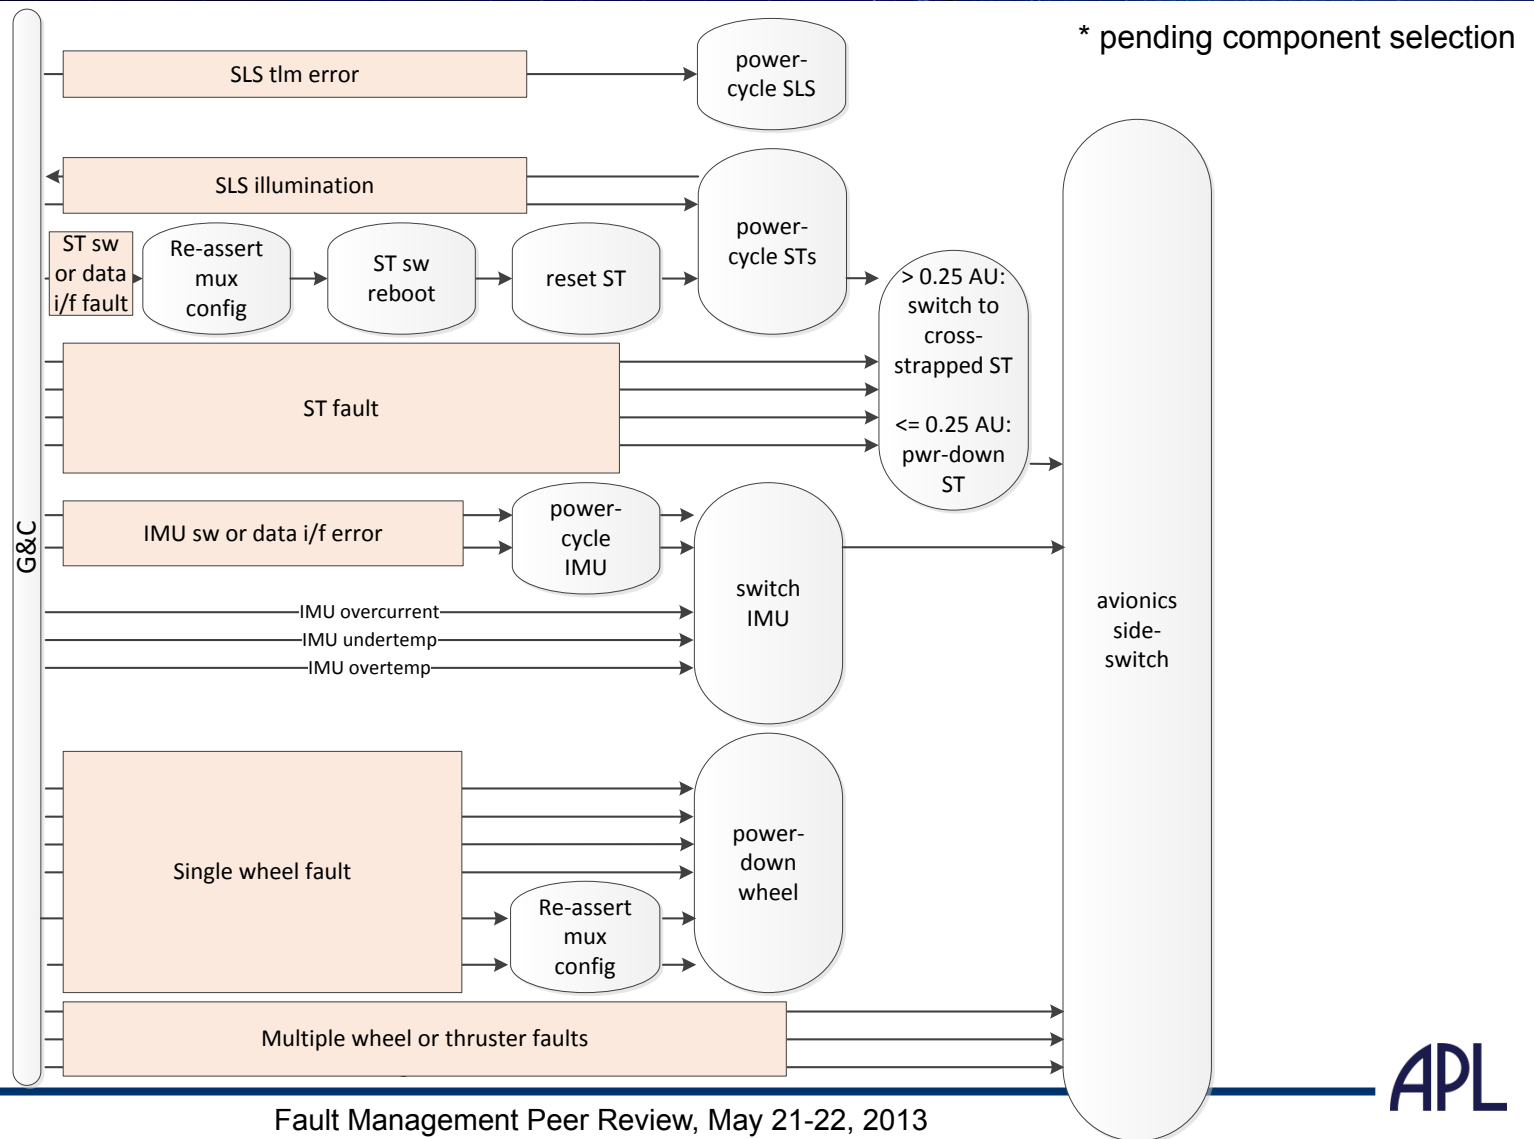 * pending component selection
SLS tlm error
power-
cycle SLS
SLS illumination
power-
cycle STs
ST sw
or data
i/f fault
Re-assert
mux
config
ST sw
reboot
reset ST
> 0.25 AU:
switch to
cross-
strapped ST
<= 0.25 AU:
pwr-down
ST
ST fault
G&C
IMU sw or data i/f error
power-
cycle
IMU
switch
IMU
IMU overcurrent
IMU undertemp
IMU overtemp
avionics
side-
switch
Single wheel fault
power-
down
wheel
Re-assert
mux
config
Multiple wheel or thruster faults
APL
Fault Management Peer Review, May 21-22, 2013